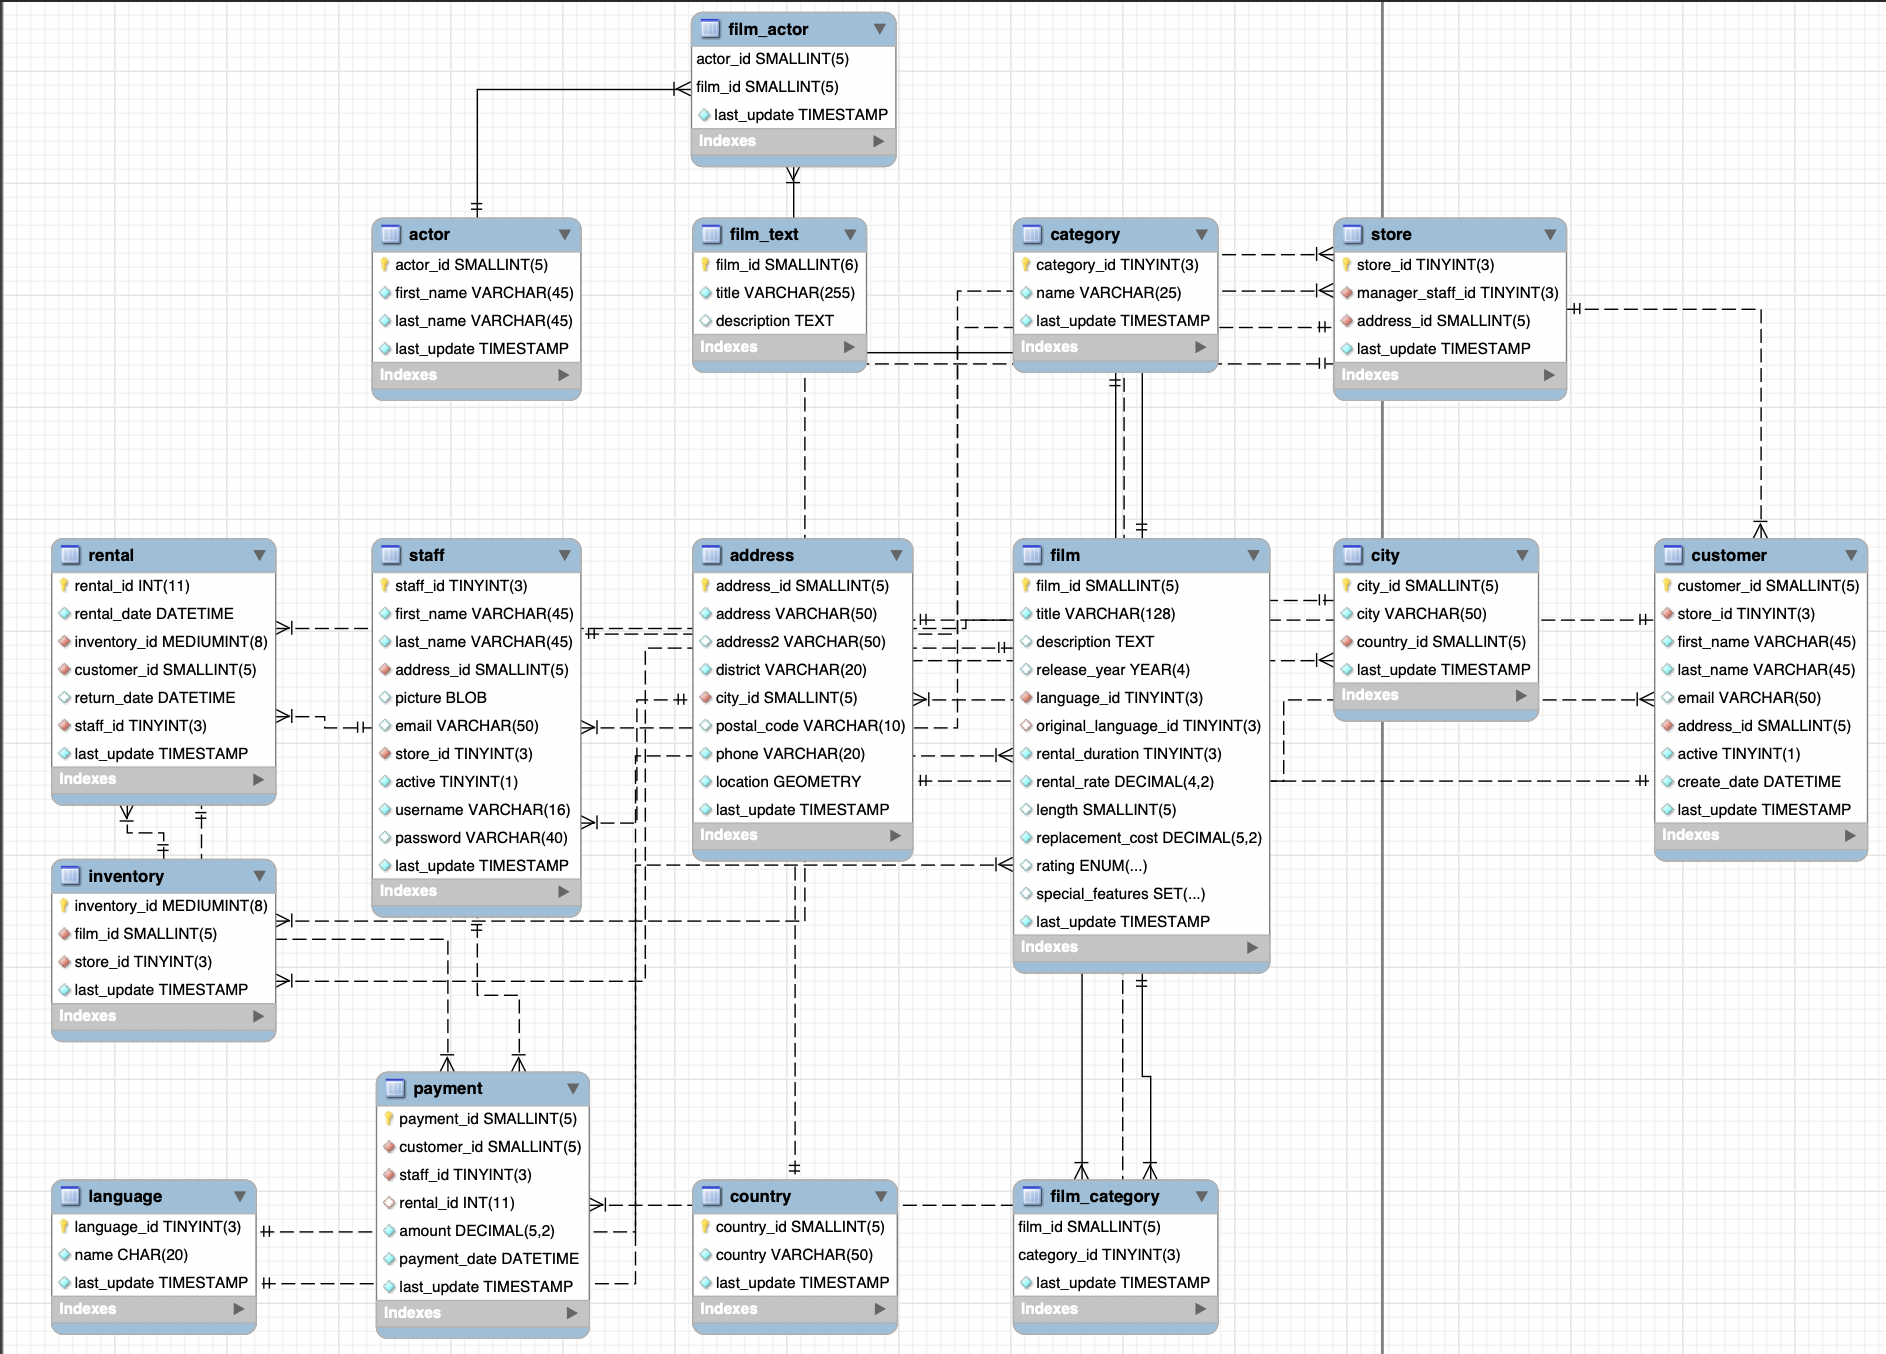 film_actor
actor_id SMALLINT(5)
film_id SMALLINT(5)
last_update TIMESTAMP
Indexes
actor
actor_id SMALLINT(5)
first_name VARCHAR(45)
last_name VARCHAR(45)
last_update TIMESTAMP
Indexes
film_text
film_id SMALLINT(6)
title VARCHAR(255)
description TEXT
Indexes
category
category_id TINYINT(3)
name VARCHAR(25)
last_update TIMESTAMP
Indexes
store
store_id TINYINT(3)
manager_staff_id TINYINT(3)
address_id SMALLINT(5)
last_update TIMESTAMP
Indexes
rental
rental_id INT(11)
rental_date DATETIME
inventory_id MEDIUMINT(8)
customer_id SMALLINT(5)
return_date DATETIME
staff_id TINYINT(3)
last_update TIMESTAMP
Indexes
staff
staff_id TINYINT(3)
first_name VARCHAR(45)
last_name VARCHAR(45)
address_id SMALLINT(5)
picture BLOB
email VARCHAR(50)
store_id TINYINT(3)
active TINYINT(1)
username VARCHAR(16)
password VARCHAR(40)
last_update TIMESTAMP
Indexes
address
address_id SMALLINT(5)
address VARCHAR(50)
address2 VARCHAR(50)
district VARCHAR(20)
city_id SMALLINT(5)
postal_code VARCHAR(10)
phone VARCHAR(20)
location GEOMETRY
last_update TIMESTAMP
Indexes
film
film_id SMALLINT(5)
title VARCHAR(128)
description TEXT
release_year YEAR(4)
language_id TINYINT(3)
original_language_id TINYINT(3)
rental_duration TINYINT(3)
rental_rate DECIMAL(4,2)
length SMALLINT(5)
replacement_cost DECIMAL(5,2)
rating ENUM(...)
special_features SET(...)
last_update TIMESTAMP
Indexes
city
city_id SMALLINT(5)
city VARCHAR(50)
country_id SMALLINT(5)
last_update TIMESTAMP
Indexes
customer
customer_id SMALLINT(5)
store_id TINYINT(3)
first_name VARCHAR(45)
last_name VARCHAR(45)
email VARCHAR(50)
address_id SMALLINT(5)
active TINYINT(1)
create_date DATETIME
last_update TIMESTAMP
Indexes
inventory
inventory_id MEDIUMINT(8)
film_id SMALLINT(5)
store_id TINYINT(3)
last_update TIMESTAMP
Indexes
payment
payment_id SMALLINT(5)
customer_id SMALLINT(5)
staff_id TINYINT(3)
rental_id INT(11)
amount DECIMAL(5,2)
payment_date DATETIME
last_update TIMESTAMP
Indexes
language
language_id TINYINT(3)
name CHAR(20)
last_update TIMESTAMP
Indexes
country
country_id SMALLINT(5)
country VARCHAR(50)
last_update TIMESTAMP
Indexes
film_category
film_id SMALLINT(5)
category_id TINYINT(3)
last_update TIMESTAMP
Indexes